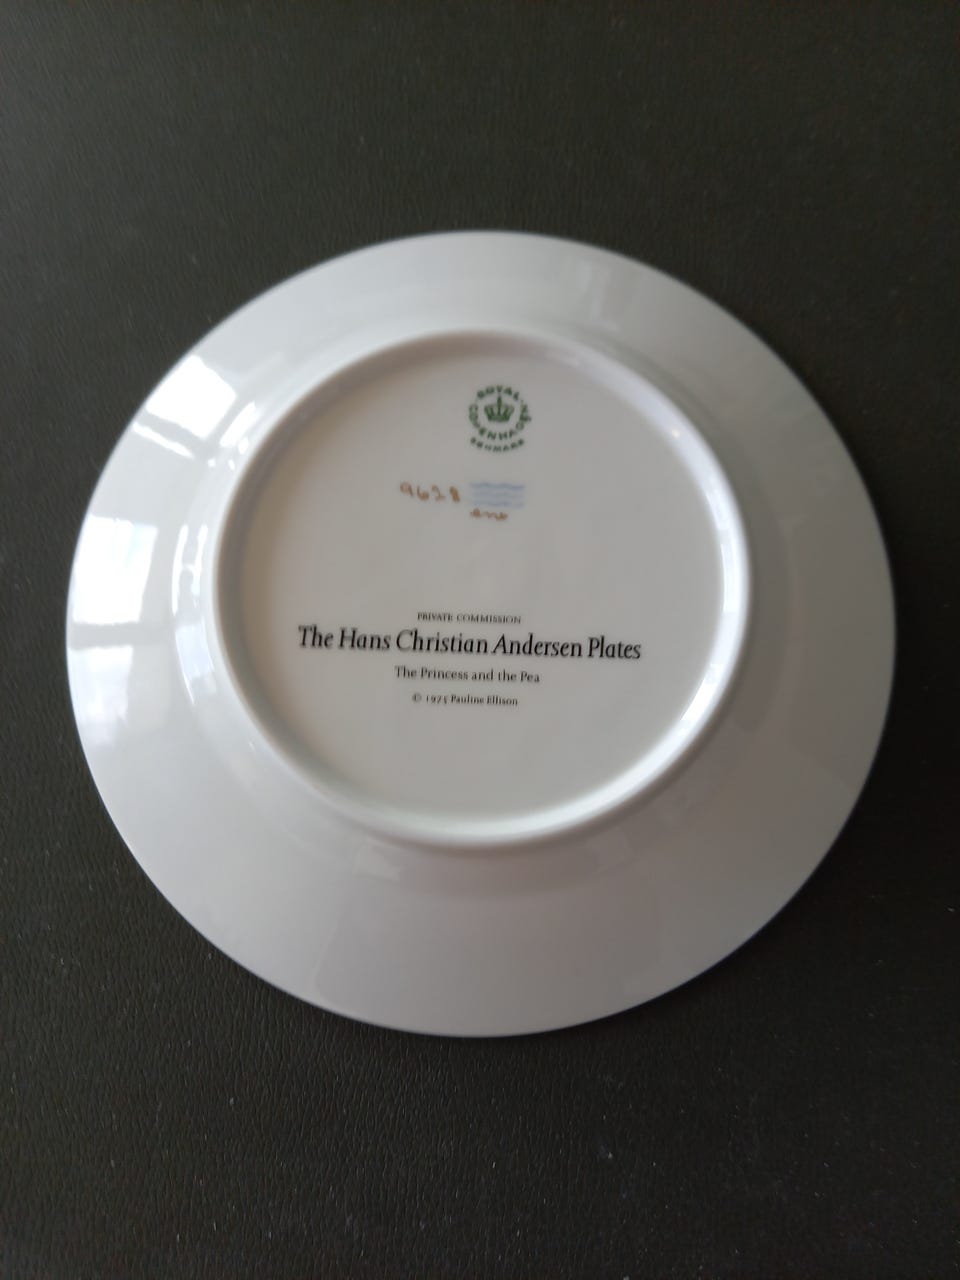 ROYAL COPENHAGEN
DENMARK
9628
PRIVATE COMMISSION
The Hans Christian Andersen Plates
The Princess and the Pea
© 1975 Pauline Ellison